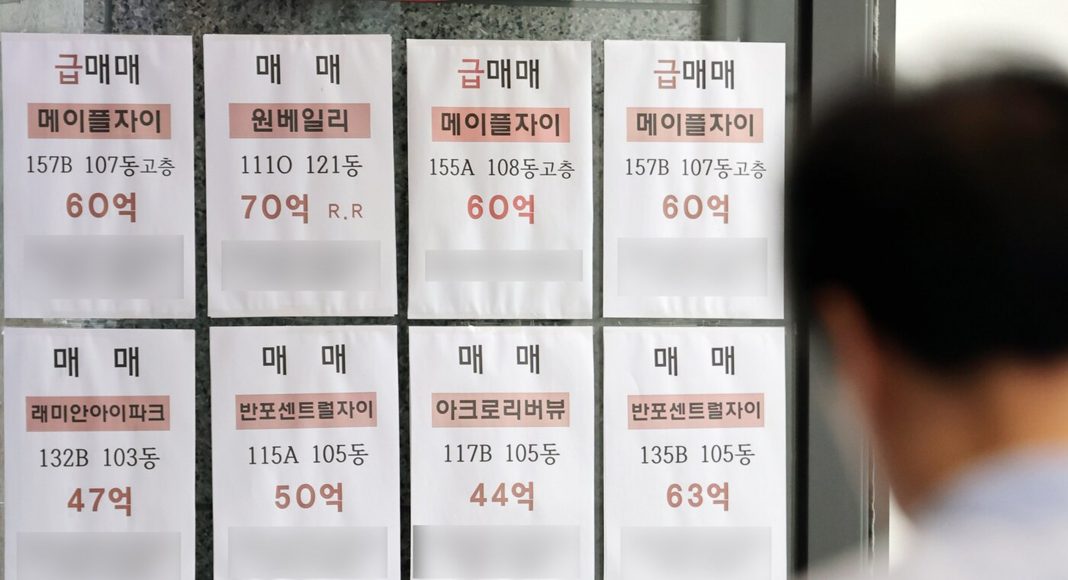 급매매
메이플자이
157B 107동고층
60억
매 매
원베일리
111O 121동
70억 R.R
급매매
메이플자이
155A 108동고층
60억
급매매
메이플자이
157B 107동고층
60억
매 매
래미안아이파크
132B 103동
47억
매 매
반포센트럴자이
115A 105동
50억
매 매
아크로리버뷰
117B 105동
44억
매 매
반포센트럴자이
135B 105동
63억